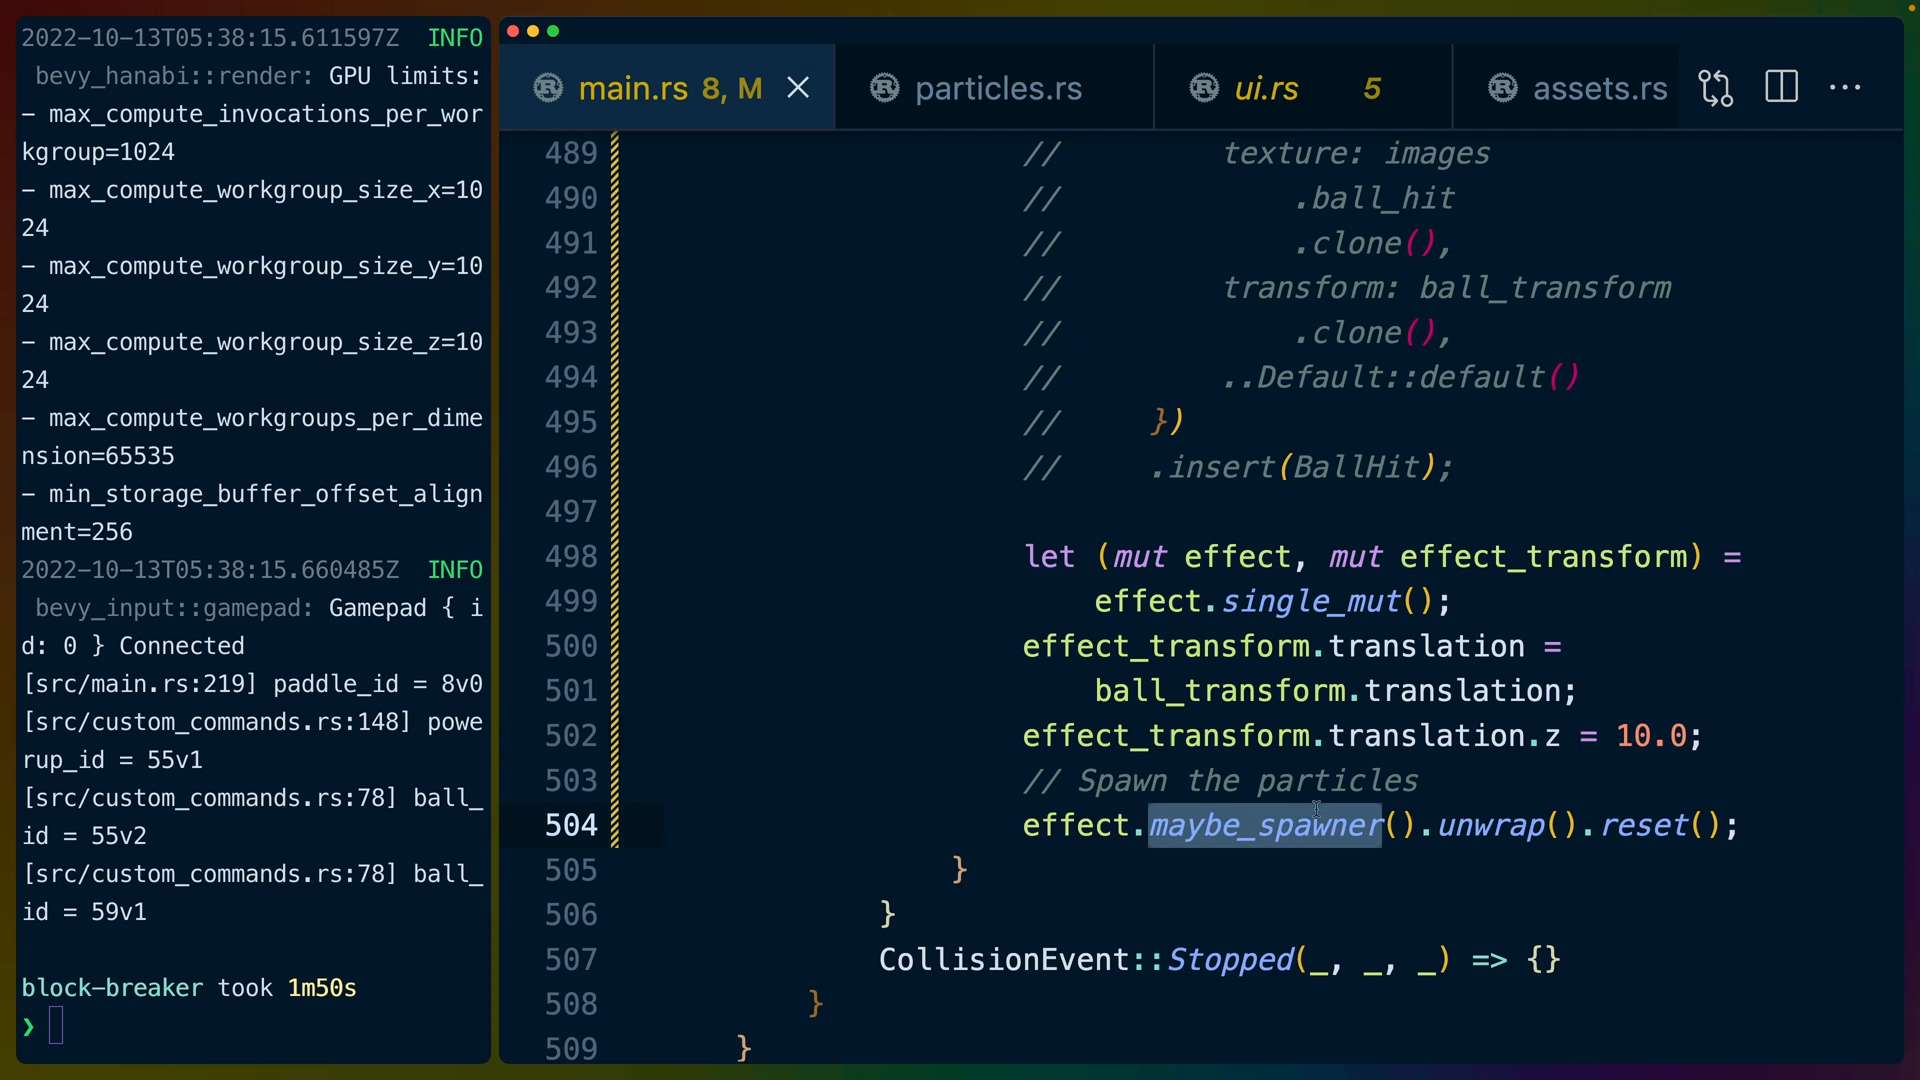 2022-10-13T05:38:15.611597Z  INFO
bevy_hanabi::render: GPU limits:
- max_compute_invocations_per_wor
kgroup=1024
- max_compute_workgroup_size_x=10
24
- max_compute_workgroup_size_y=10
24
- max_compute_workgroup_size_z=10
24
- max_compute_workgroups_per_dime
nsion=65535
- min_storage_buffer_offset_align
ment=256
2022-10-13T05:38:15.660485Z  INFO
bevy_input::gamepad: Gamepad { i
d: 0 } Connected
[src/main.rs:219] paddle_id = 8v0
[src/custom_commands.rs:148] powe
rup_id = 55v1
[src/custom_commands.rs:78] ball_
id = 55v2
[src/custom_commands.rs:78] ball_
id = 59v1
block-breaker took 1m50s
❯
main.rs 8, M
particles.rs
ui.rs 5
assets.rs
489 // texture: images
490 // .ball_hit
491 // .clone(),
492 // transform: ball_transform
493 // .clone(),
494 // ..Default::default()
495 // })
496 // .insert(BallHit);
497
498 let (mut effect, mut effect_transform) =
499 effect.single_mut();
500 effect_transform.translation =
501 ball_transform.translation;
502 effect_transform.translation.z = 10.0;
503 // Spawn the particles
504 effect.maybe_spawner().unwrap().reset();
505 }
506 }
507 CollisionEvent::Stopped(_, _, _) => {}
508 }
509 }